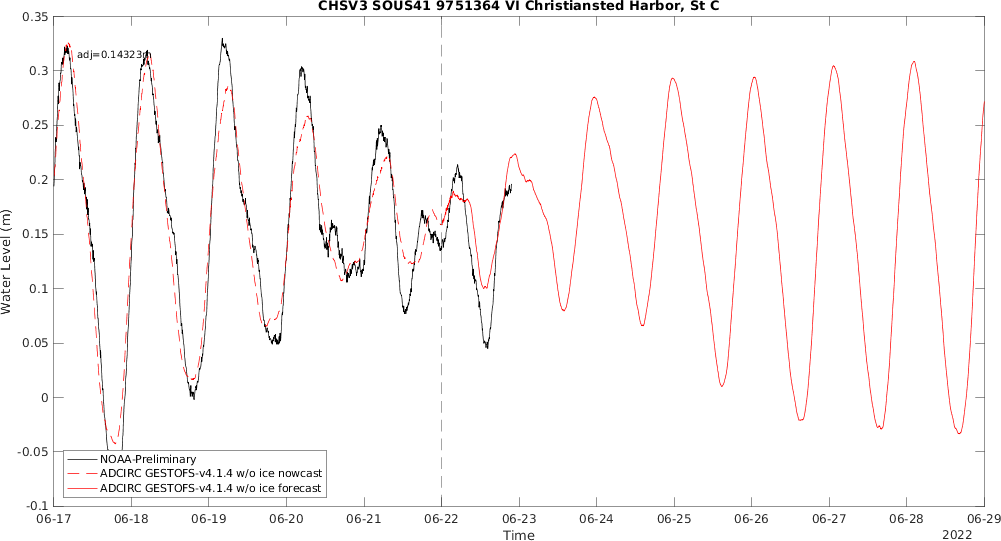 CHSV3 SOUS41 9751364 VI Christiansted Harbor, St C
0.35
0.3
0.25
0.2
0.15
0.1
0.05
0
-0.05
-0.1
Water Level (m)
adj=0.14323m
NOAA-Preliminary
ADCIRC GESTOFS-v4.1.4 w/o ice nowcast
ADCIRC GESTOFS-v4.1.4 w/o ice forecast
06-17 06-18 06-19 06-20 06-21 06-22 06-23 06-24 06-25 06-26 06-27 06-28 06-29
Time
2022